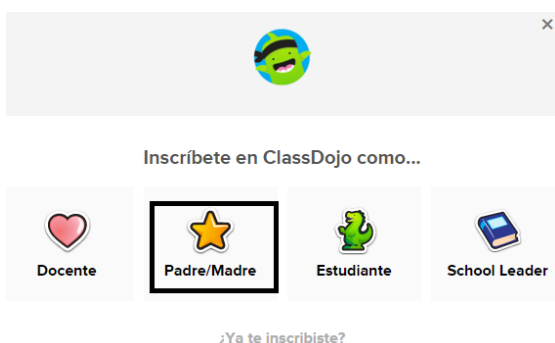 Inscríbete en ClassDojo como...
Docente
Padre/Madre
Estudiante
School Leader
¿Ya te inscribiste?